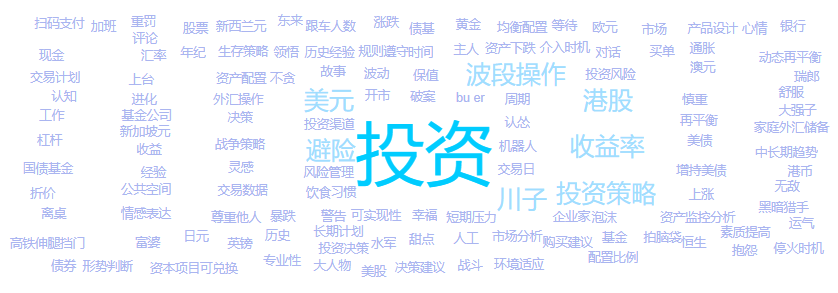 扫码支付 加班 重罚 股票 新西兰元 东来 跟车人数 涨跌 债基 黄金 均衡配置 等待 欧元 市场 产品设计 心情 银行
评论
现金 汇率 年纪 生存策略 领悟 历史经验 规则遵守 时间 主人 资产下跌 介入时机 对话 买单 通胀 动态再平衡
交易计划 上台 资产配置 不贪 故事 波动 保值 波段操作 投资风险 澳元 瑞郎
认知 进化 外汇操作 美元 开市 破案 bu er 周期 港股 慎重 舒服
工作 基金公司 决策 投资渠道 投资 认怂 再平衡 大强子
杠杆 新加坡元 战争策略 避险 机器人 收益率 美债 家庭外汇储备
收益 中长期趋势
国债基金 经验 灵感 风险管理 交易日 增持美债 港币
折价 公共空间 交易数据 饮食习惯 川子 投资策略 上涨 无敌
离桌 情感表达 尊重他人 暴跌 警告 可实现性 幸福 短期压力 企业家 泡沫 资产监控分析 黑暗猎手
高铁伸腿挡门 富婆 日元 英镑 历史 长期计划 水军 甜点 人工 市场分析 购买建议 基金 拍脑袋 恒生 素质提高 运气
投资决策 抱怨 停火时机
债券 形势判断 资本项目可兑换 专业性 大人物 美股 决策建议 战斗 环境适应 配置比例